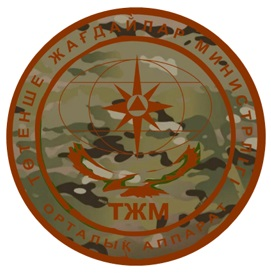 ТӨТЕНШЕ ЖАҒДАЙЛАР МИНИСТРЛІГІ
ТЖМ
ОРТАЛЫҚ АППАРАТ